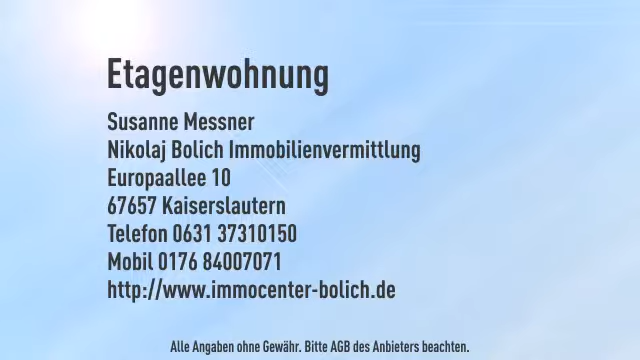 Etagenwohnung
Susanne Messner
Nikolaj Bolich Immobilienvermittlung
Europaallee 10
67657 Kaiserslautern
Telefon 0631 37310150
Mobil 0176 84007071
http://www.immocenter-bolich.de
Alle Angaben ohne Gewähr. Bitte AGB des Anbieters beachten.